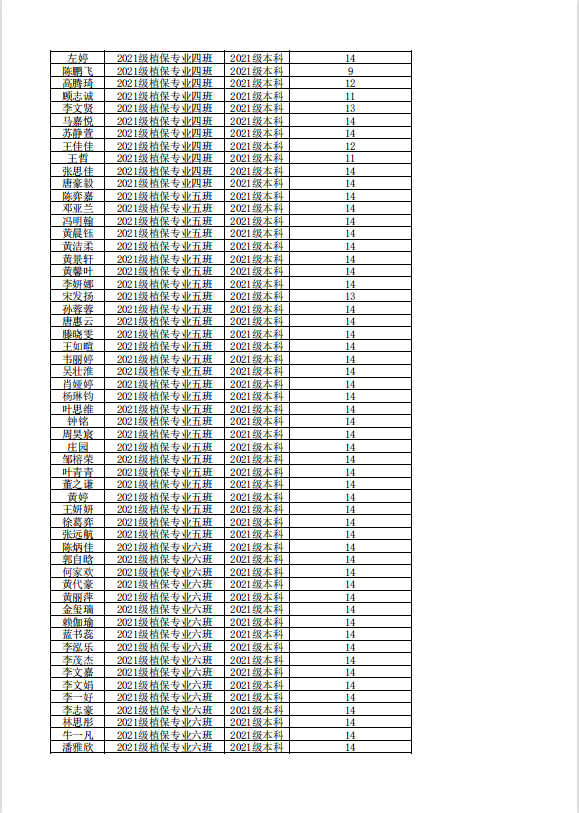 左婷 2021级植保专业四班 2021级本科 14
陈鹏飞 2021级植保专业四班 2021级本科 9
高腾琦 2021级植保专业四班 2021级本科 12
顾志诚 2021级植保专业四班 2021级本科 11
李文贤 2021级植保专业四班 2021级本科 13
马嘉悦 2021级植保专业四班 2021级本科 14
苏静萱 2021级植保专业四班 2021级本科 14
王佳佳 2021级植保专业四班 2021级本科 12
王哲 2021级植保专业四班 2021级本科 11
张思佳 2021级植保专业四班 2021级本科 14
唐豪毅 2021级植保专业四班 2021级本科 14
陈弈嘉 2021级植保专业五班 2021级本科 14
邓亚兰 2021级植保专业五班 2021级本科 14
冯明翰 2021级植保专业五班 2021级本科 14
黄晨钰 2021级植保专业五班 2021级本科 14
黄洁柔 2021级植保专业五班 2021级本科 14
黄景轩 2021级植保专业五班 2021级本科 14
黄馨叶 2021级植保专业五班 2021级本科 14
李妍娜 2021级植保专业五班 2021级本科 14
宋发扬 2021级植保专业五班 2021级本科 13
孙蓉蓉 2021级植保专业五班 2021级本科 14
唐惠云 2021级植保专业五班 2021级本科 14
滕晓雯 2021级植保专业五班 2021级本科 14
王如暄 2021级植保专业五班 2021级本科 14
韦丽婷 2021级植保专业五班 2021级本科 14
吴壮淮 2021级植保专业五班 2021级本科 14
肖娅婷 2021级植保专业五班 2021级本科 14
杨琳钧 2021级植保专业五班 2021级本科 14
叶思维 2021级植保专业五班 2021级本科 14
钟铭 2021级植保专业五班 2021级本科 14
周昊宸 2021级植保专业五班 2021级本科 14
庄园 2021级植保专业五班 2021级本科 14
邹榕荣 2021级植保专业五班 2021级本科 14
叶青青 2021级植保专业五班 2021级本科 14
董之谦 2021级植保专业五班 2021级本科 14
黄婷 2021级植保专业五班 2021级本科 14
王妍妍 2021级植保专业五班 2021级本科 14
徐葛弈 2021级植保专业五班 2021级本科 14
张远航 2021级植保专业五班 2021级本科 14
陈炳佳 2021级植保专业六班 2021级本科 14
郭自晗 2021级植保专业六班 2021级本科 14
何家欢 2021级植保专业六班 2021级本科 14
黄代豪 2021级植保专业六班 2021级本科 14
黄丽萍 2021级植保专业六班 2021级本科 14
金玺瑞 2021级植保专业六班 2021级本科 14
赖伽瑜 2021级植保专业六班 2021级本科 14
蓝书蕊 2021级植保专业六班 2021级本科 14
李泓乐 2021级植保专业六班 2021级本科 14
李茂杰 2021级植保专业六班 2021级本科 14
李文嘉 2021级植保专业六班 2021级本科 14
李文娟 2021级植保专业六班 2021级本科 14
李一好 2021级植保专业六班 2021级本科 14
李志豪 2021级植保专业六班 2021级本科 14
林思彤 2021级植保专业六班 2021级本科 14
牛一凡 2021级植保专业六班 2021级本科 14
潘雅欣 2021级植保专业六班 2021级本科 14